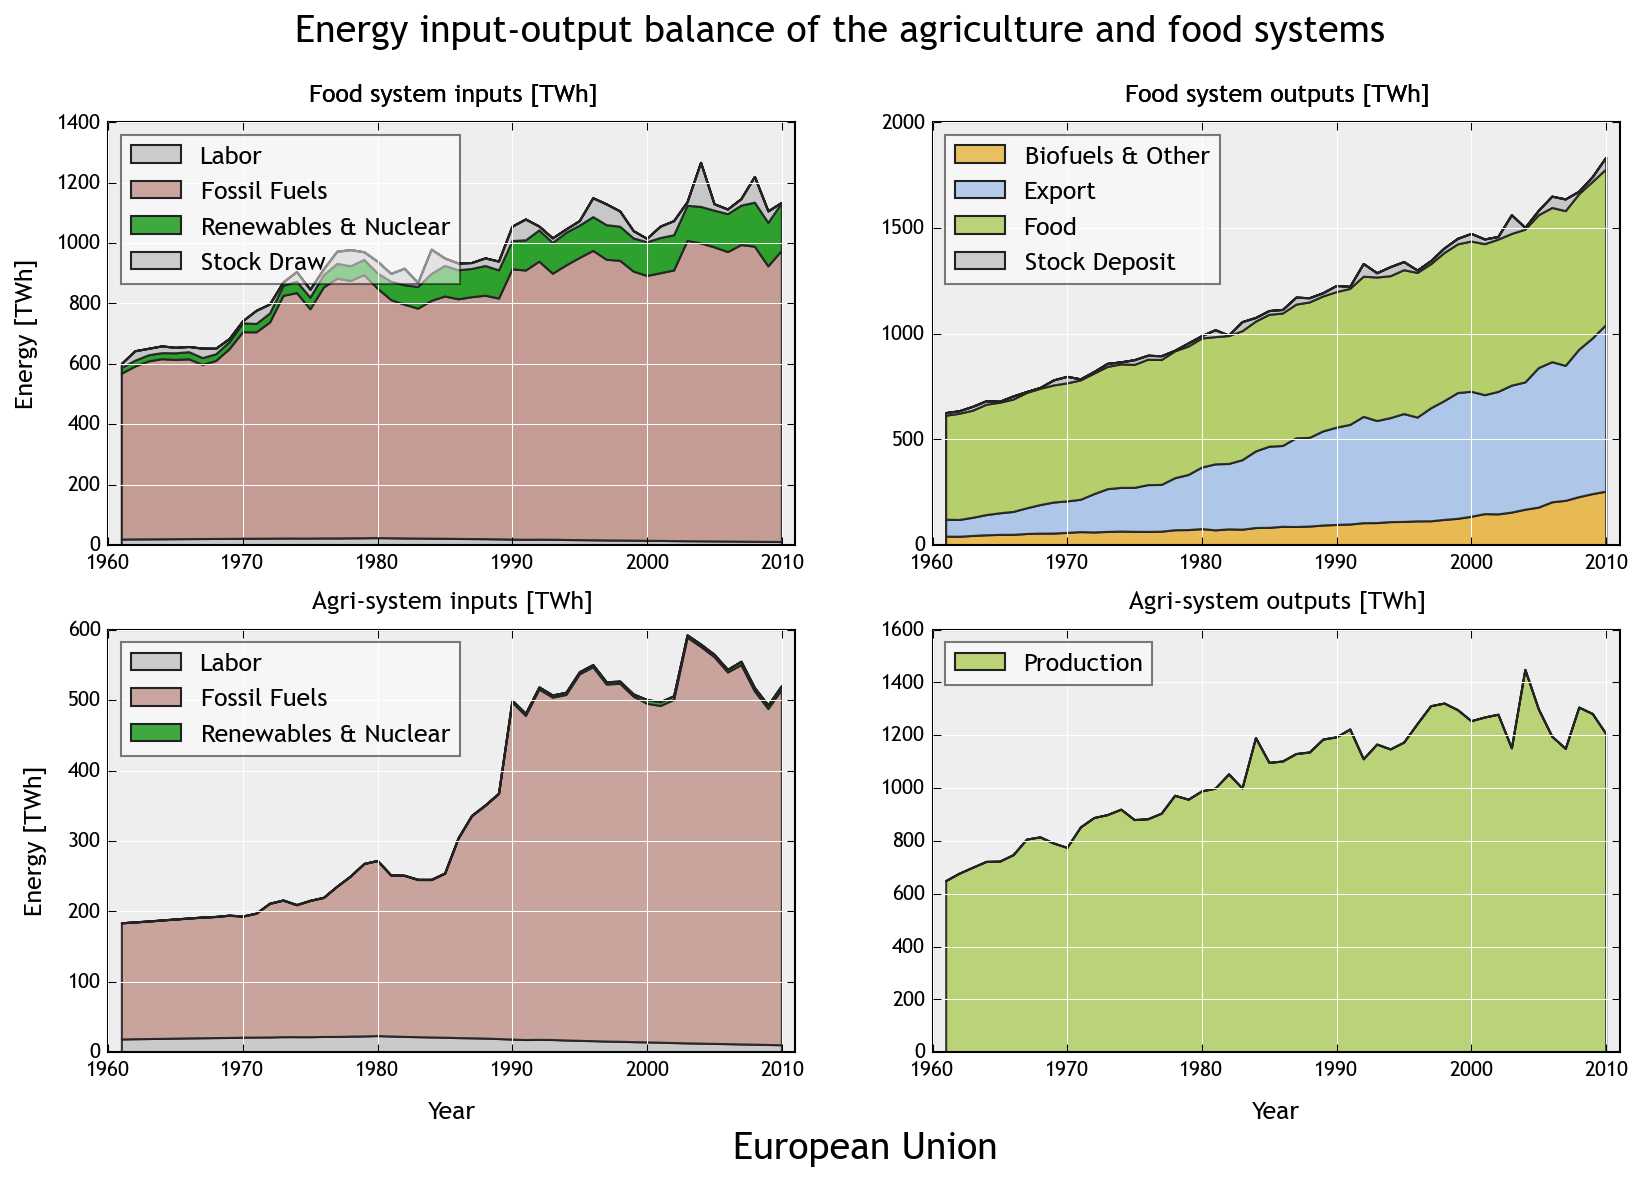 Energy input-output balance of the agriculture and food systems
Food system inputs [TWh]
Energy [TWh]
1400
1200
1000
800
600
400
200
0
Labor
Fossil Fuels
Renewables & Nuclear
Stock Draw
1960 1970 1980 1990 2000 2010
Food system outputs [TWh]
2000
1500
1000
500
0
Biofuels & Other
Export
Food
Stock Deposit
1960 1970 1980 1990 2000 2010
Agri-system inputs [TWh]
Energy [TWh]
600
500
400
300
200
100
0
Labor
Fossil Fuels
Renewables & Nuclear
1960 1970 1980 1990 2000 2010
Year
Agri-system outputs [TWh]
1600
1400
1200
1000
800
600
400
200
0
Production
1960 1970 1980 1990 2000 2010
Year
European Union